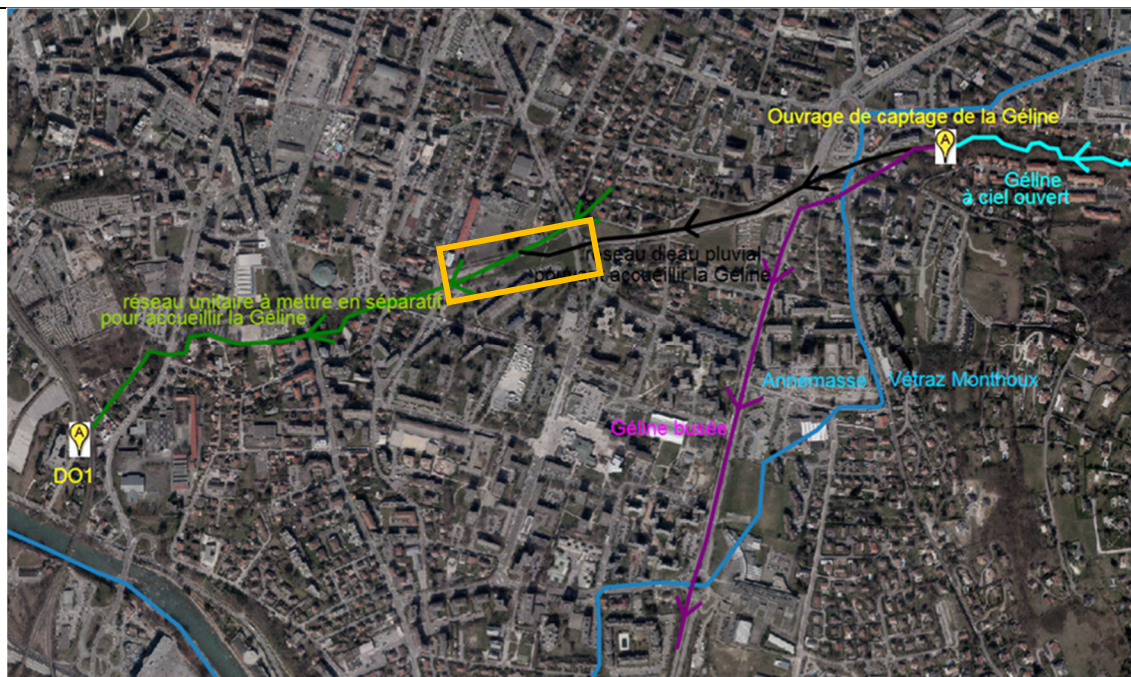 Ouvrage de captage de la Géline
A
Géline
à ciel ouvert
réseau d'eau pluvial
pouvant accueillir la Géline
réseau unitaire à mettre en séparatif
pour accueillir la Géline
Annemasse
Vétraz Monthoux
Géline busée
A
DO1